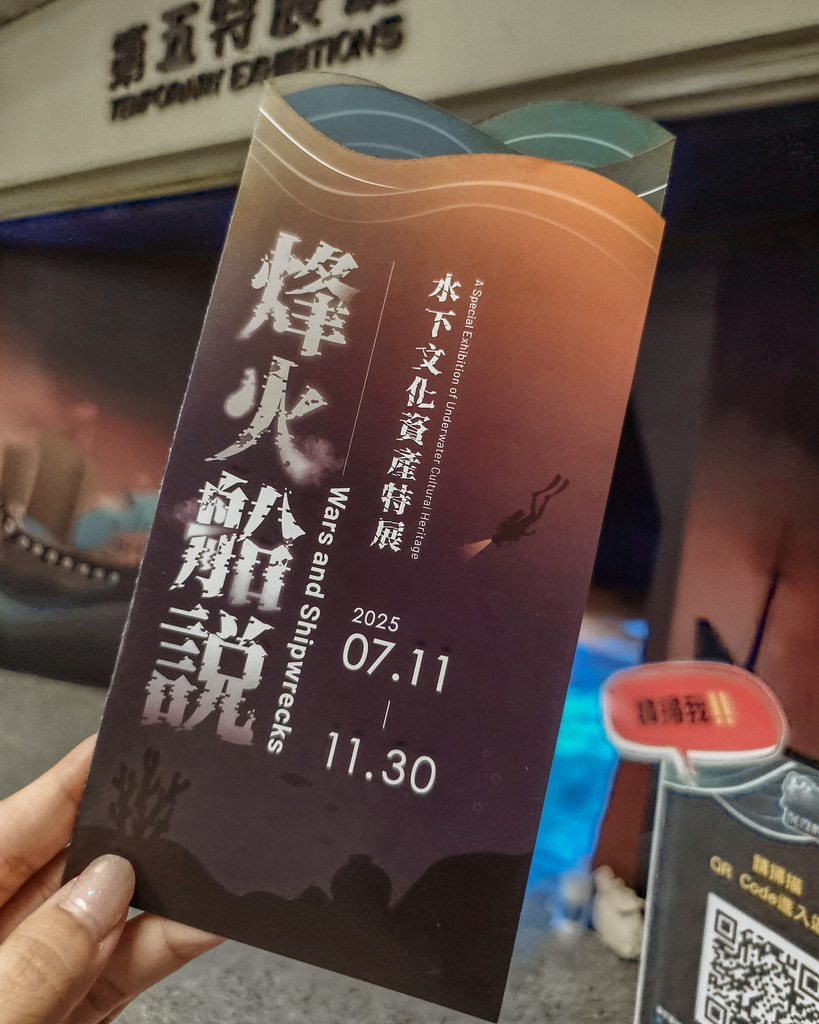 第五特展
TEMPORARY EXHIBITIONS
烽火船說
Wars and Shipwrecks
水下文化資產特展
A Special Exhibition of Underwater Cultural Heritage
2025
07.11
11.30
請掃我!!
請掃描
QR Code進入